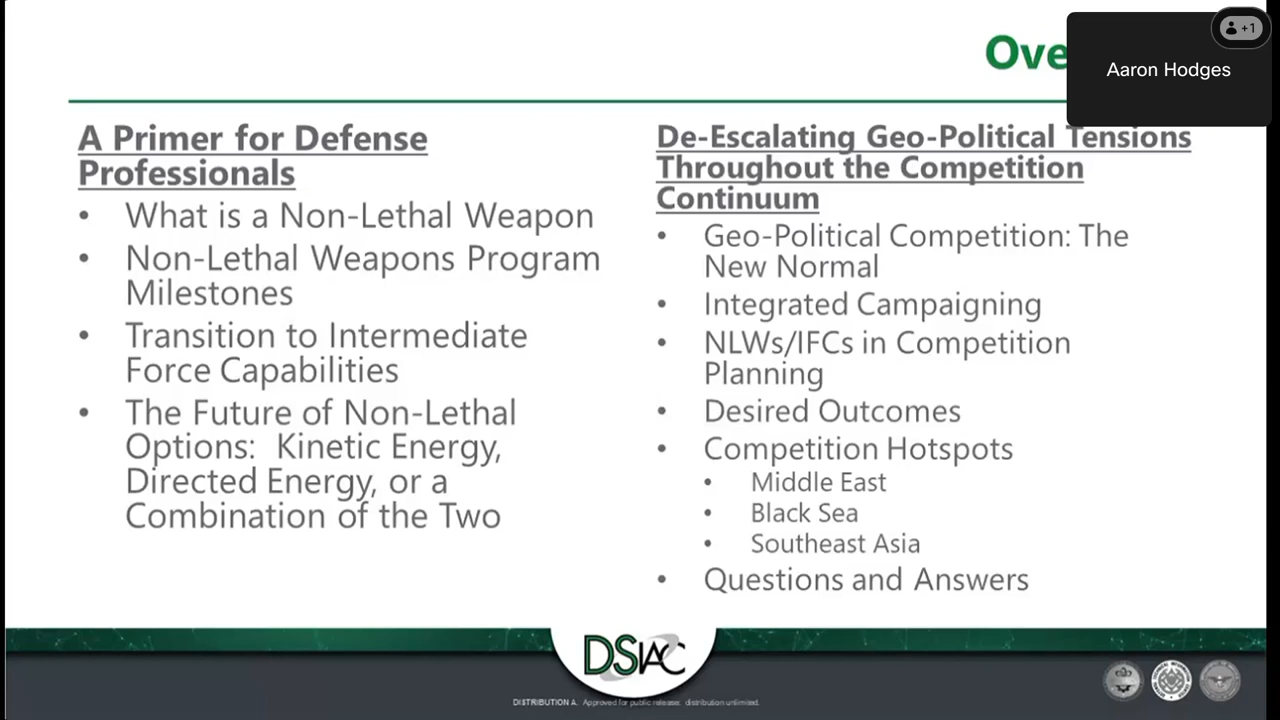 Ove
+1
Aaron Hodges
A Primer for Defense
Professionals
• What is a Non-Lethal Weapon
• Non-Lethal Weapons Program
Milestones
• Transition to Intermediate
Force Capabilities
• The Future of Non-Lethal
Options: Kinetic Energy,
Directed Energy, or a
Combination of the Two
De-Escalating Geo-Political Tensions
Throughout the Competition
Continuum
• Geo-Political Competition: The
New Normal
• Integrated Campaigning
• NLWs/IFCs in Competition
Planning
• Desired Outcomes
• Competition Hotspots
• Middle East
• Black Sea
• Southeast Asia
• Questions and Answers
DSIAC
DISTRIBUTION A. Approved for public release: distribution unlimited.